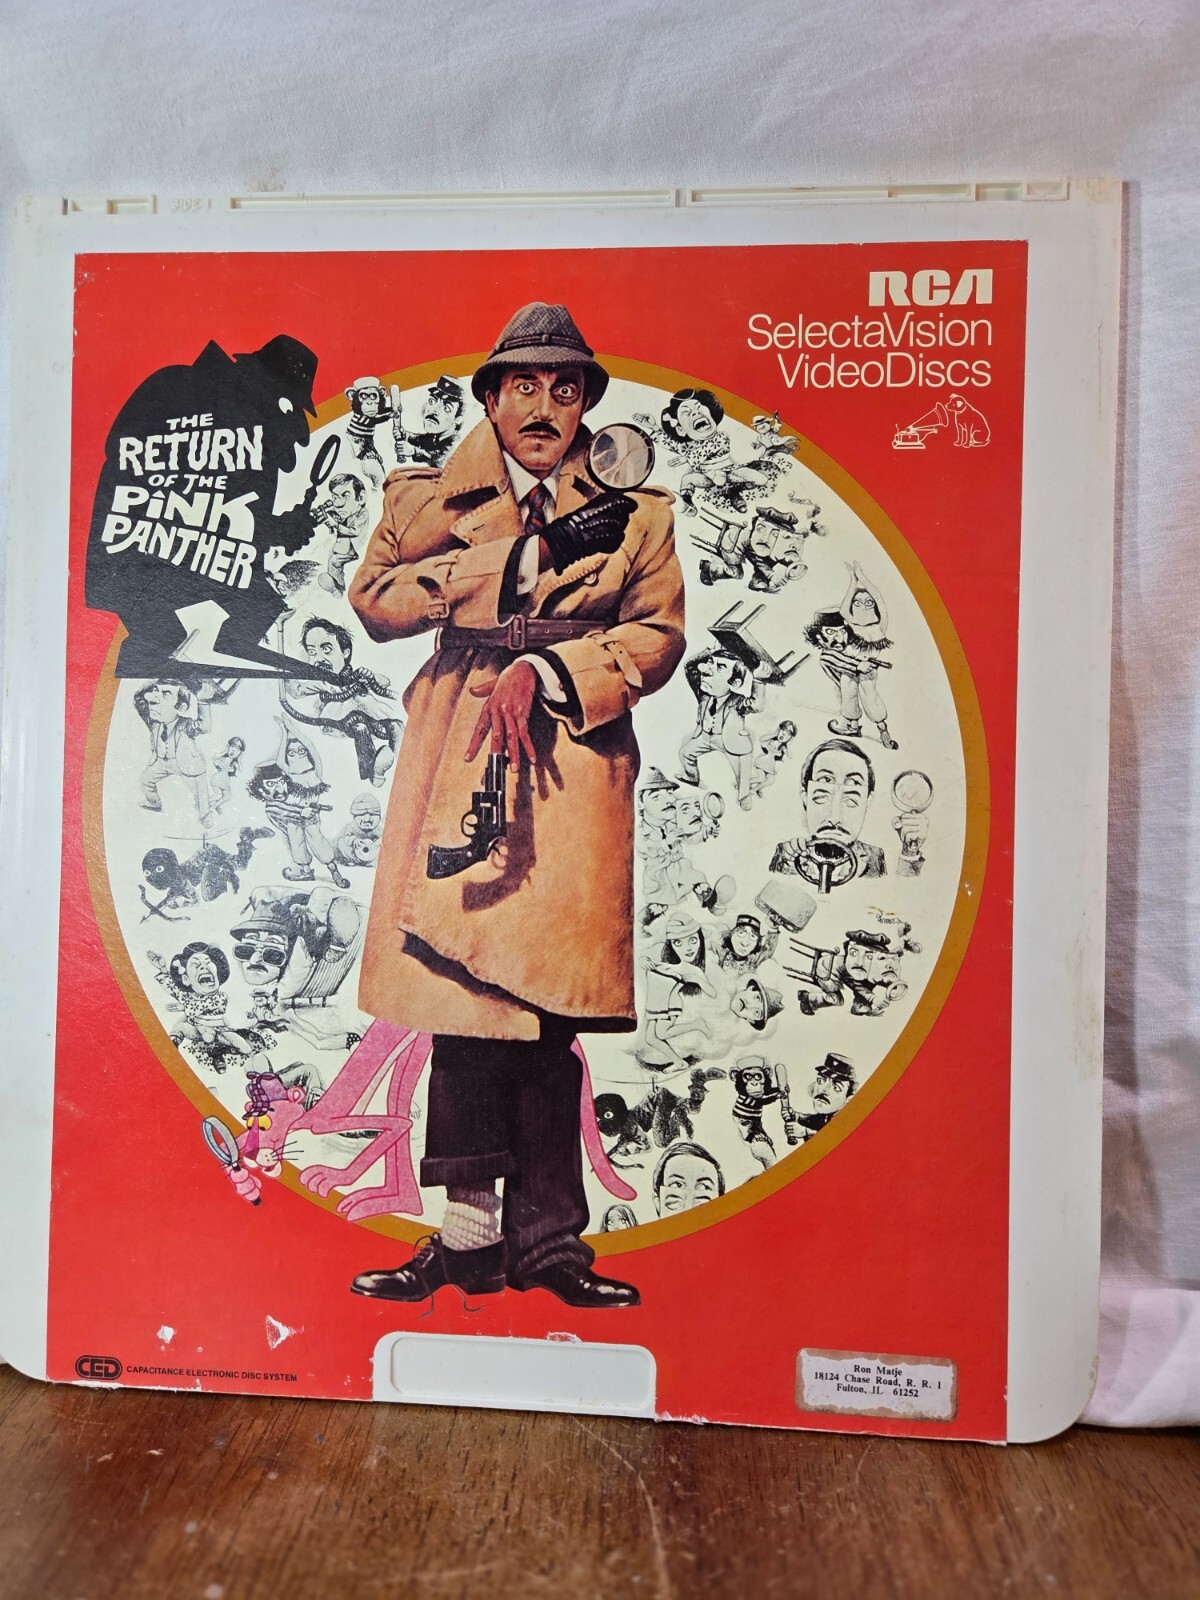 SIDE 1
RCA
SelectaVision
VideoDiscs
THE
RETURN
OF THE
PiNK
PANTHER
CED CAPACITANCE ELECTRONIC DISC SYSTEM
Ron Matje
18124 Chase Road, R. R. 1
Fulton, IL 61252